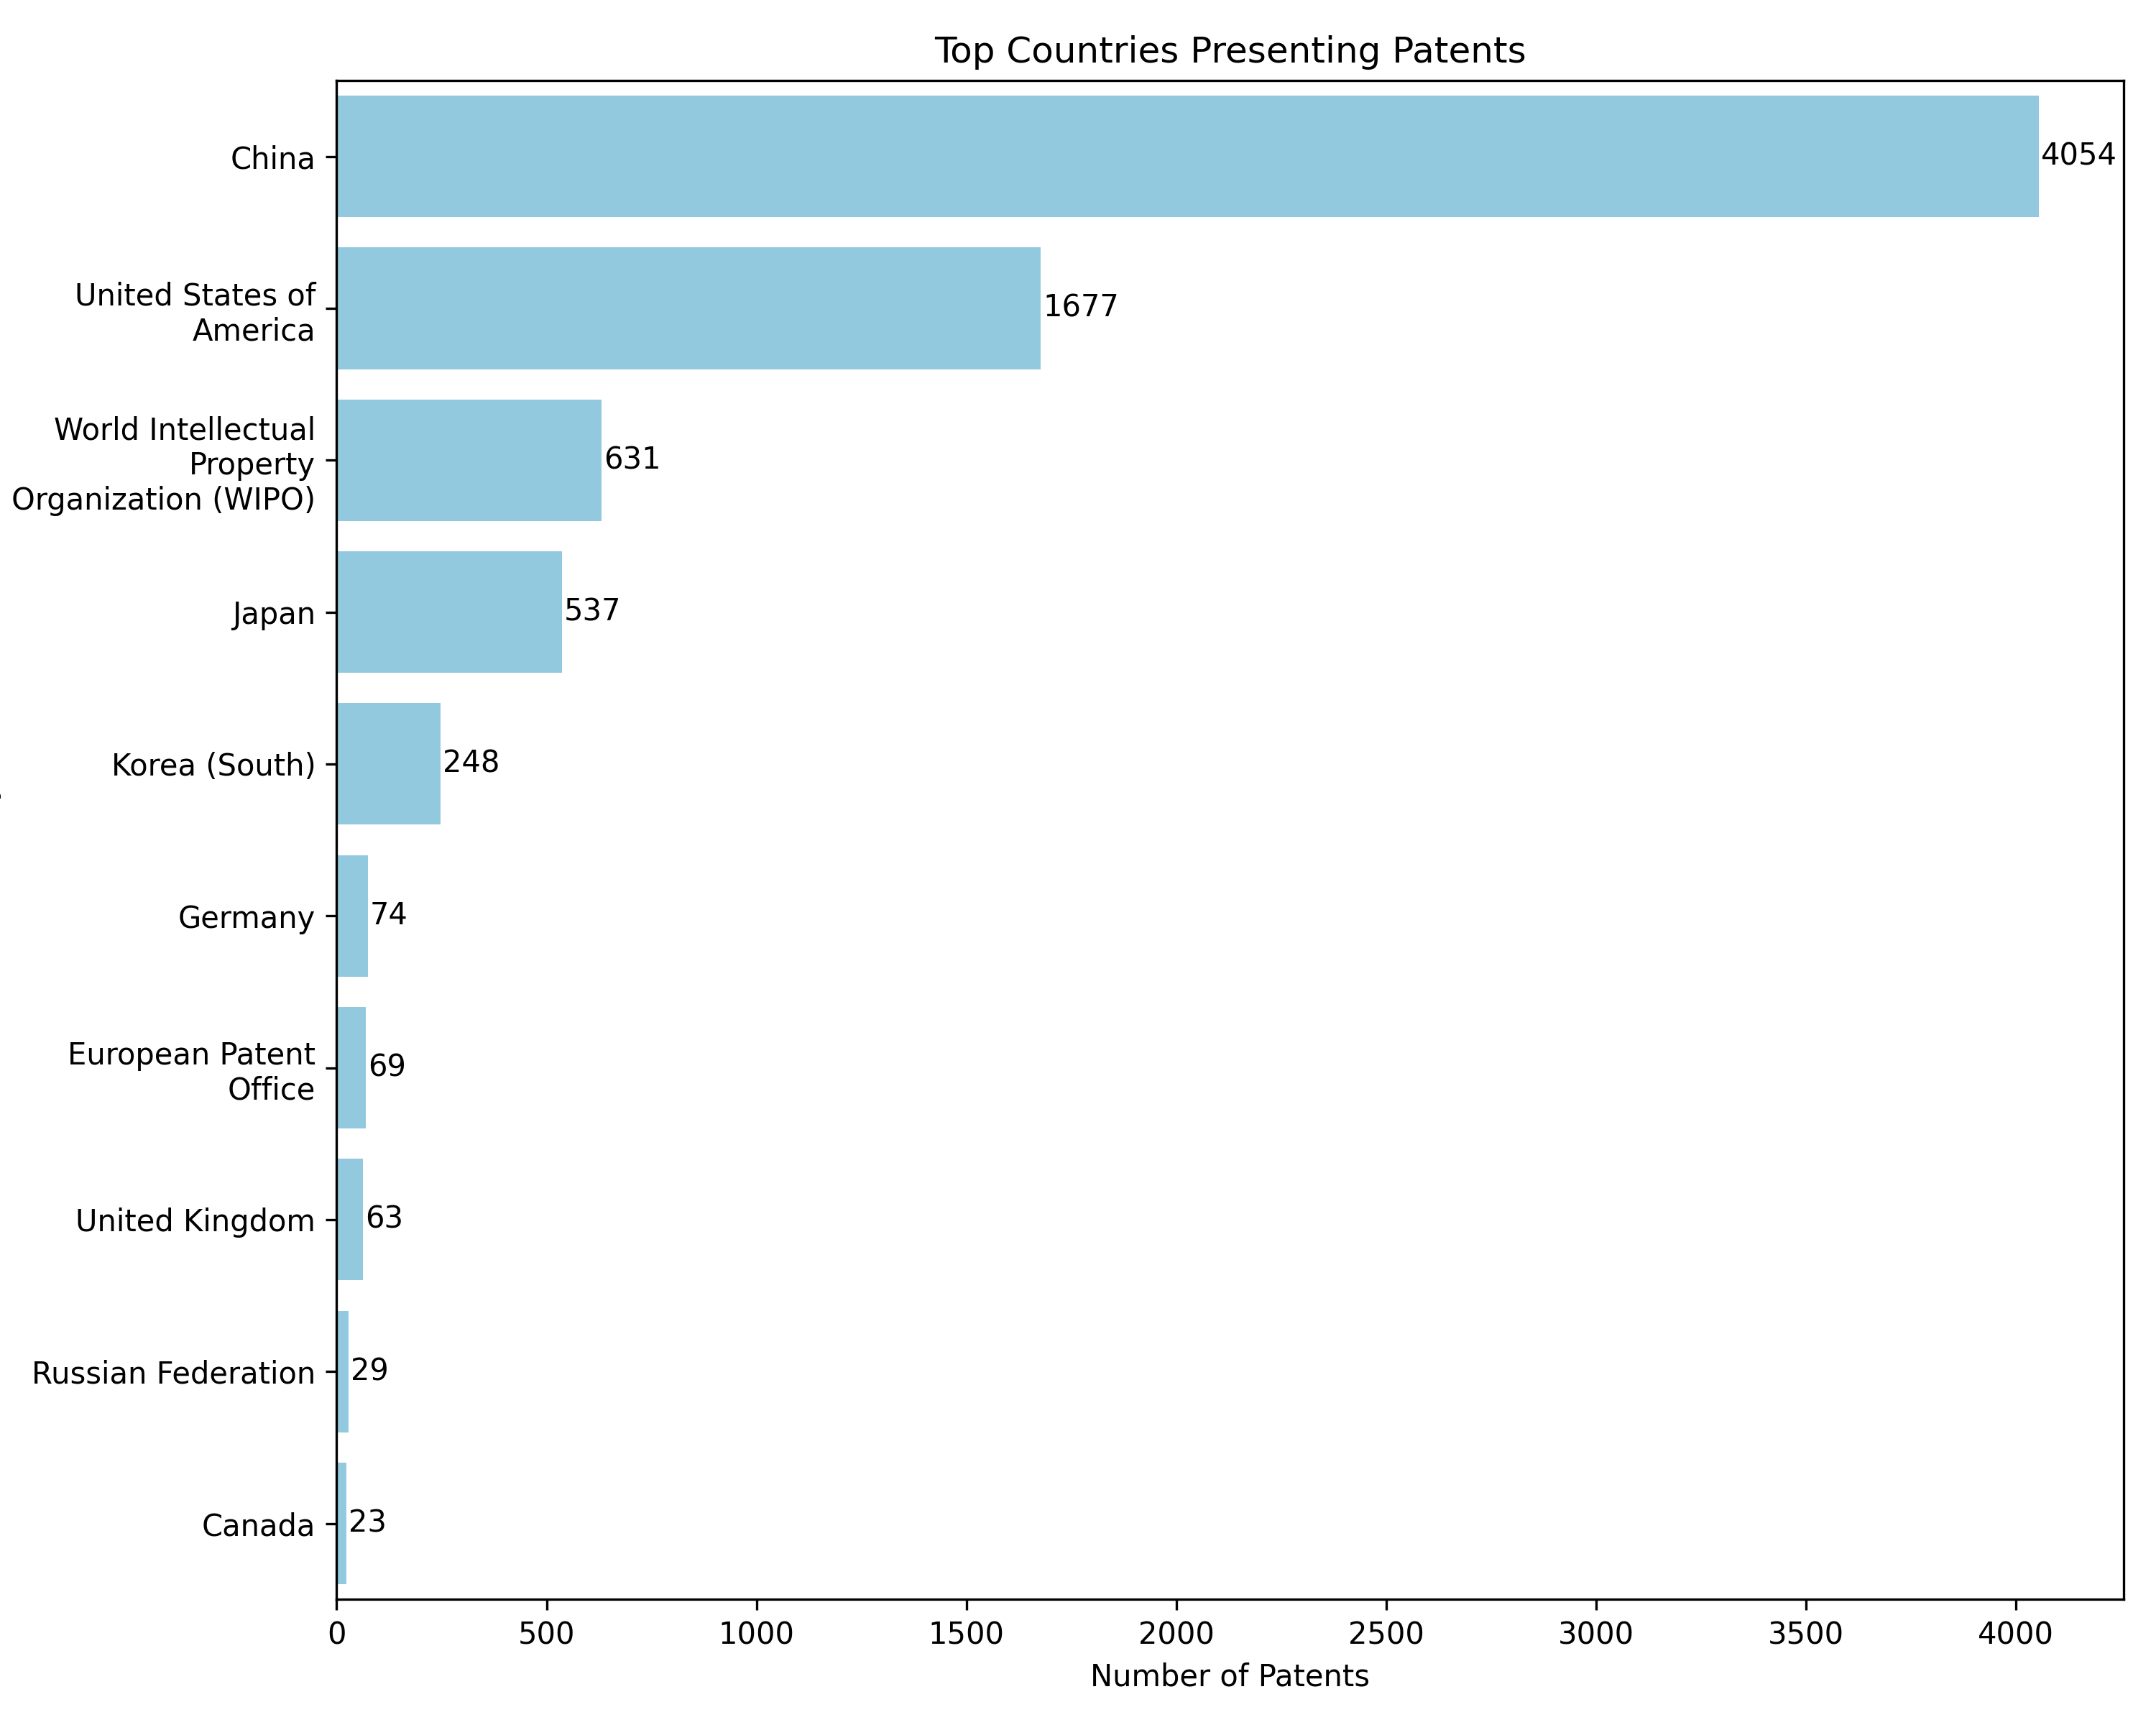 Top Countries Presenting Patents
China
4054
United States of
America
1677
World Intellectual
Property
Organization (WIPO)
631
Japan
537
Korea (South)
248
Germany
74
European Patent
Office
69
United Kingdom
63
Russian Federation
29
Canada
23
0 500 1000 1500 2000 2500 3000 3500 4000
Number of Patents